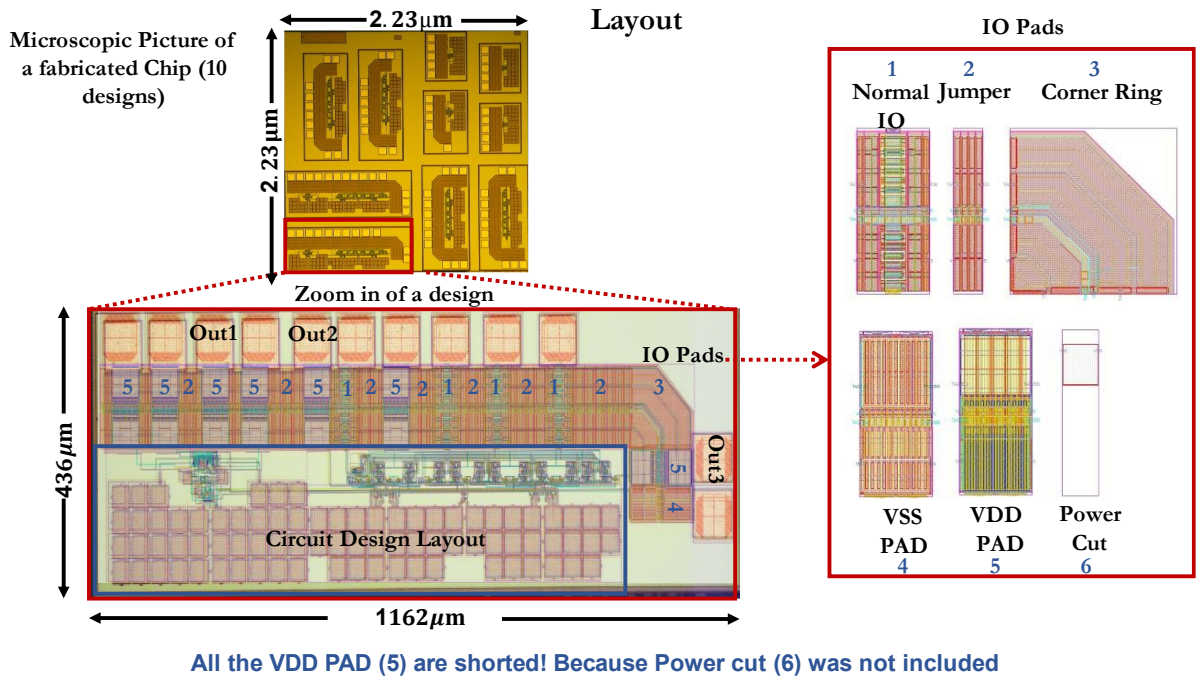 Layout
Microscopic Picture of
a fabricated Chip (10
designs)
2.23μm
2.23μm
Zoom in of a design
Out1
Out2
IO Pads
5 5 2 5 5 2 5 1 2 5 2 1 2 1 2 1 2 3
Out3
5
4
Circuit Design Layout
436μm
1162μm
IO Pads
1 2 3
Normal Jumper Corner Ring
IO
VSS VDD Power
PAD PAD Cut
4 5 6
All the VDD PAD (5) are shorted! Because Power cut (6) was not included